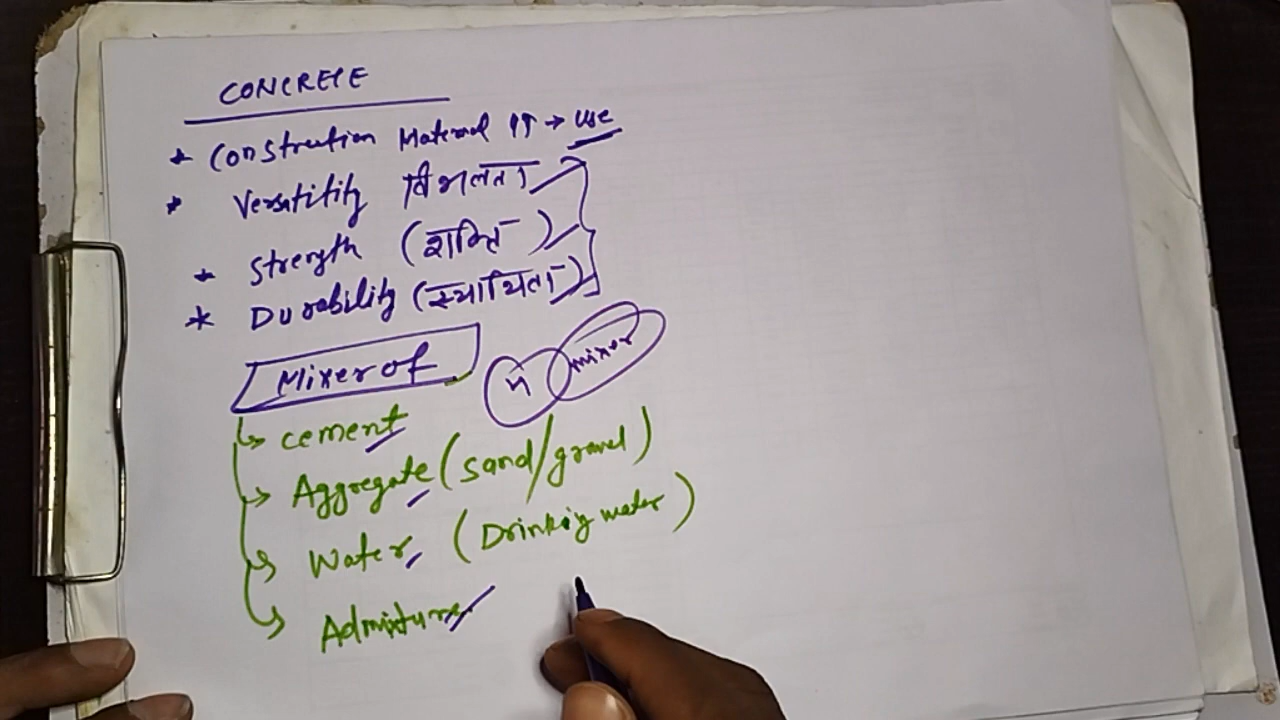 CONCRETE
* Construction Material ↑↑ → use
* Versatility विभलता
* Strength (शक्ति)
* Durability (स्थायिता)
Mixer of
न mixer
↳ cement
↳ Aggregate (sand/gravel)
↳ Water (Drinking water)
↳ Admixture